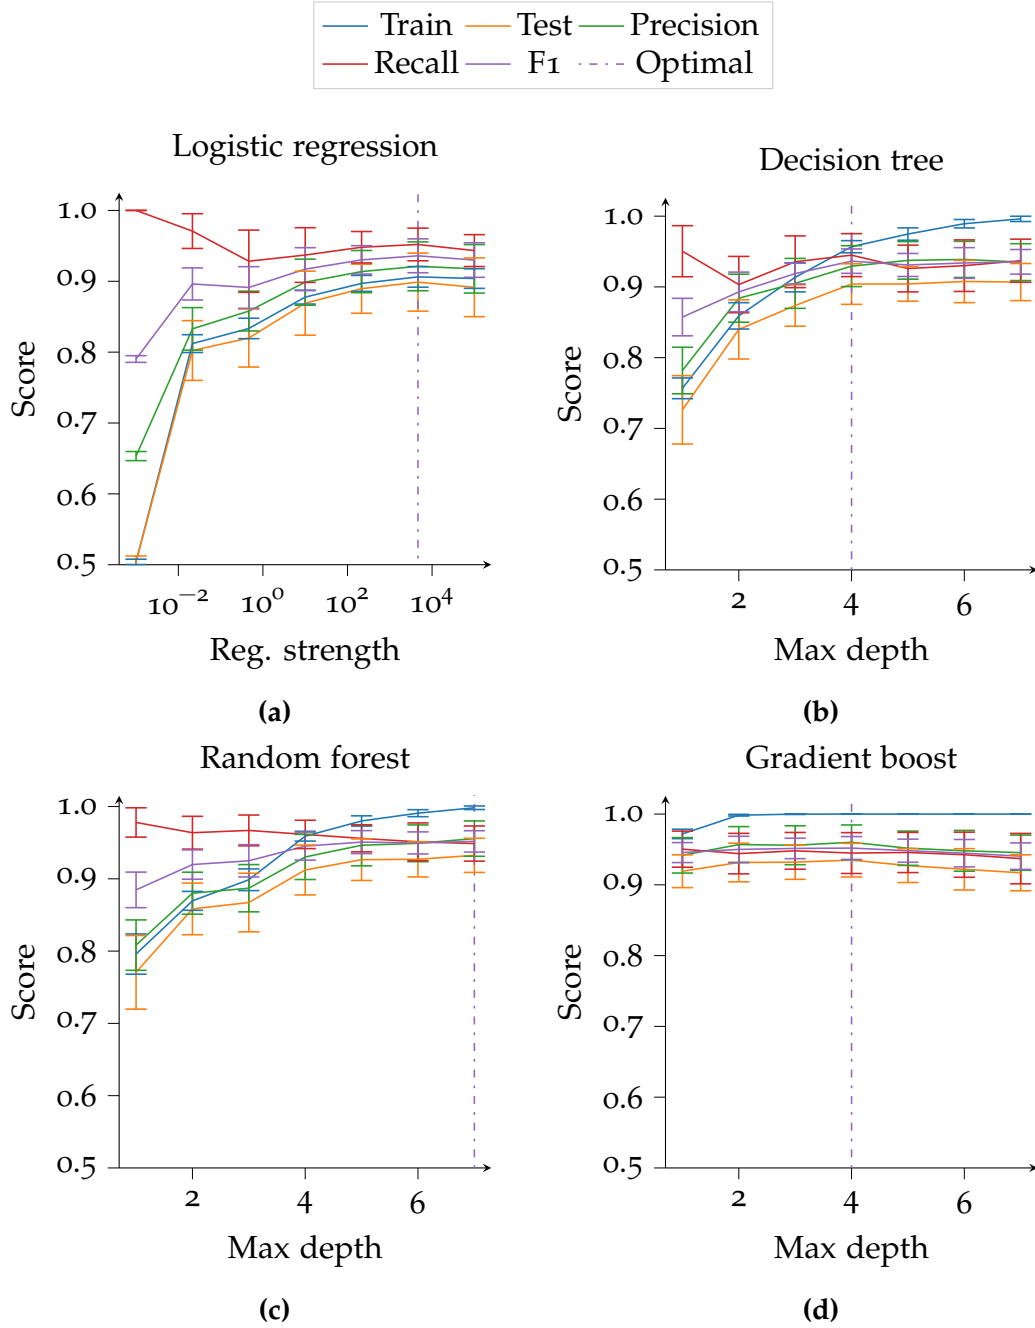 Train Test Precision
Recall F1 Optimal
Logistic regression
1.0
0.9
0.8
0.7
0.6
0.5
Score
10⁻² 10⁰ 10² 10⁴
Reg. strength
(a)
Decision tree
1.0
0.9
0.8
0.7
0.6
0.5
Score
2 4 6
Max depth
(b)
Random forest
1.0
0.9
0.8
0.7
0.6
0.5
Score
2 4 6
Max depth
(c)
Gradient boost
1.0
0.9
0.8
0.7
0.6
0.5
Score
2 4 6
Max depth
(d)